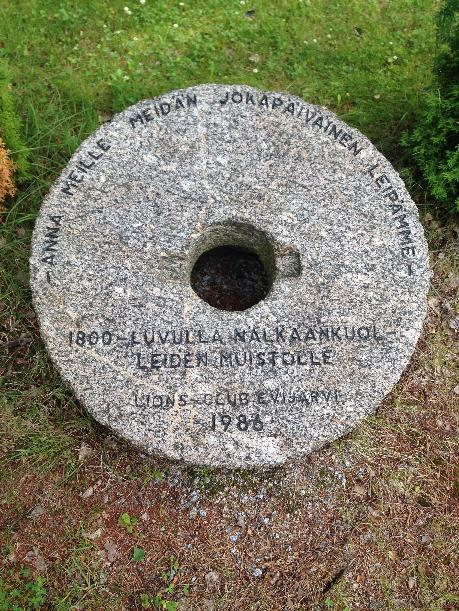 - ANNA MEILLE MEIDÄN JOKAPÄIVÄINEN LEIPÄMME -
1800-LUVULLA NÄLKÄÄNKUOL-
LEIDEN MUISTOLLE
LIONS-CLUB EVIJÄRVI
1986